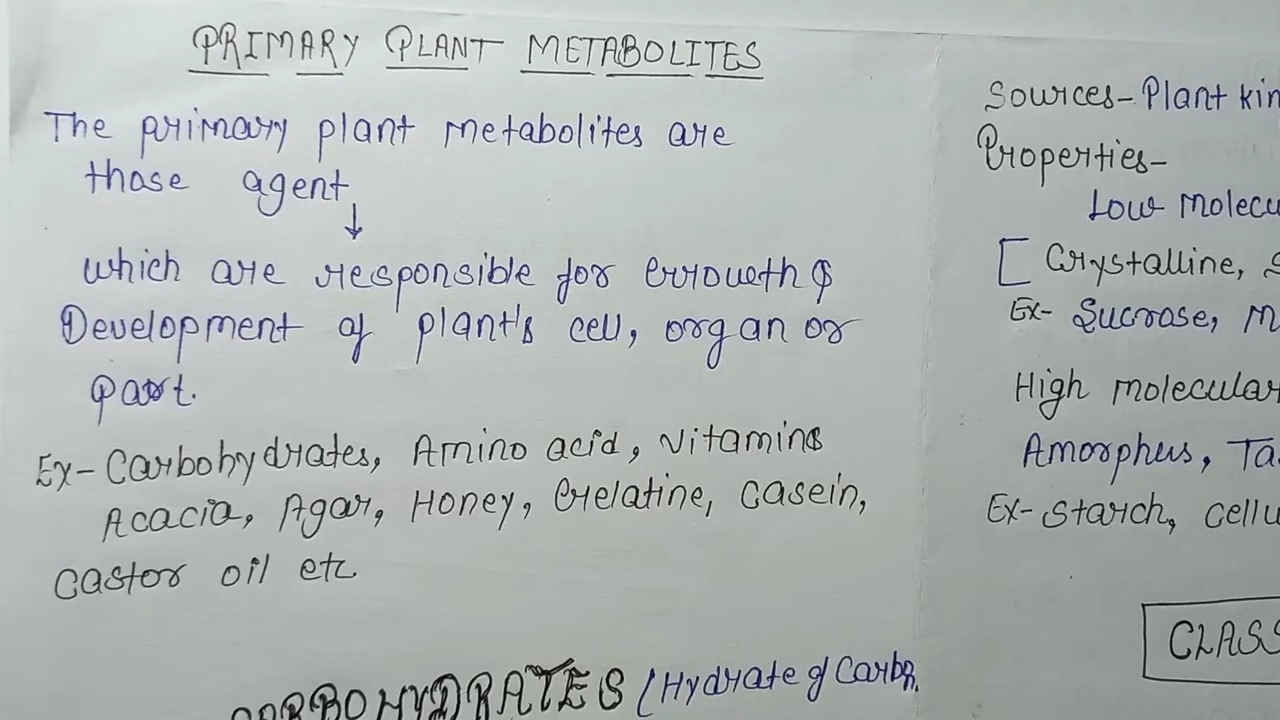 PRIMARY PLANT METABOLITES
The primary plant metabolites are
those agent
↓
which are responsible for Growth &
Development of plant's cell, organ or
part.
Ex- Carbohydrates, Amino acid, Vitamins
Acacia, Agar, Honey, Gelatine, Casein,
Castor oil etc
CARBOHYDRATES (Hydrate of Carbn.
Sources- Plant kin
Properties-
Low molecu
[ Crystalline, S
Ex- Sucrose, M
High molecular
Amorphus, Ta
Ex- Starch, cellu
CLASS